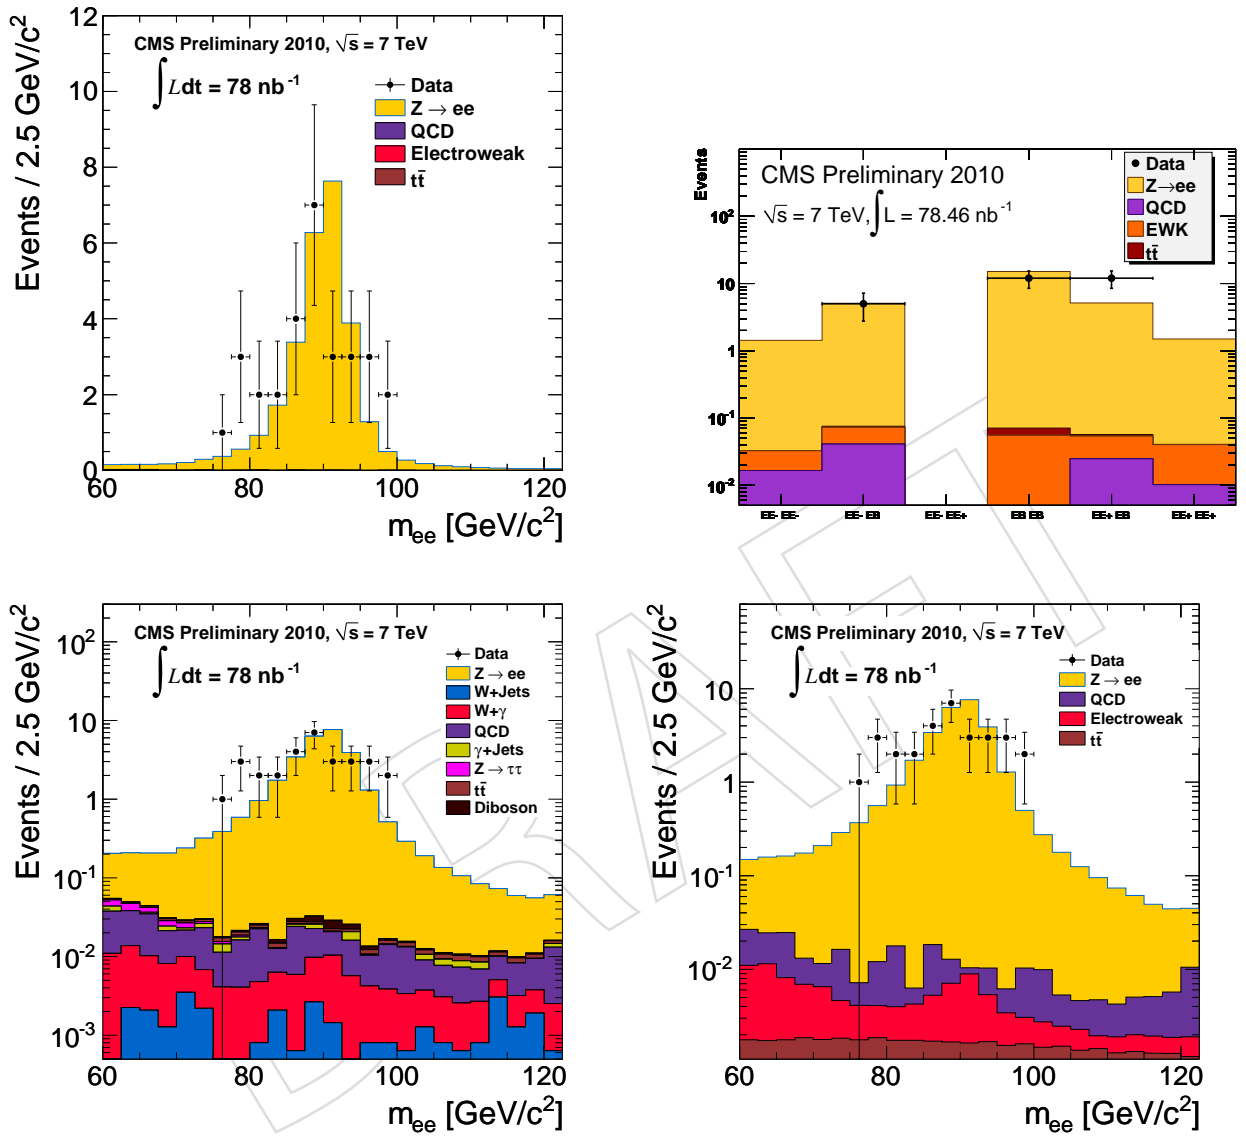 CMS Preliminary 2010, √s = 7 TeV
∫ Ldt = 78 nb⁻¹
Data
Z → ee
QCD
Electroweak
tt̄
Events / 2.5 GeV/c²
12
10
8
6
4
2
0
60 80 100 120
m_ee [GeV/c²]
CMS Preliminary 2010
√s = 7 TeV, ∫ L = 78.46 nb⁻¹
Data
Z→ee
QCD
EWK
tt̄
Events
10²
10
1
10⁻¹
10⁻²
EE- EE- EE- EB EE- EE+ EB EB EE+ EB EE+ EE+
CMS Preliminary 2010, √s = 7 TeV
∫ Ldt = 78 nb⁻¹
Data
Z → ee
W+Jets
W+γ
QCD
γ+Jets
Z → ττ
tt̄
Diboson
Events / 2.5 GeV/c²
10²
10
1
10⁻¹
10⁻²
10⁻³
60 80 100 120
m_ee [GeV/c²]
CMS Preliminary 2010, √s = 7 TeV
∫ Ldt = 78 nb⁻¹
Data
Z → ee
QCD
Electroweak
tt̄
Events / 2.5 GeV/c²
10
1
10⁻¹
10⁻²
60 80 100 120
m_ee [GeV/c²]
DRAFT